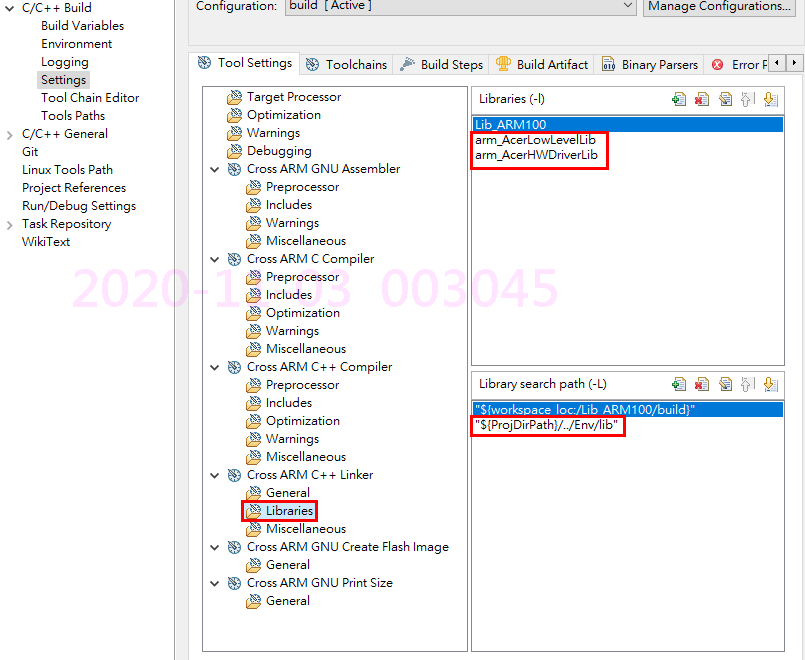 C/C++ Build
Build Variables
Environment
Logging
Settings
Tool Chain Editor
Tools Paths
C/C++ General
Git
Linux Tools Path
Project References
Run/Debug Settings
Task Repository
WikiText
Configuration:
build [ Active ]
Manage Configurations...
Tool Settings
Toolchains
Build Steps
Build Artifact
Binary Parsers
Error P
Target Processor
Optimization
Warnings
Debugging
Cross ARM GNU Assembler
Preprocessor
Includes
Warnings
Miscellaneous
Cross ARM C Compiler
Preprocessor
Includes
Optimization
Warnings
Miscellaneous
Cross ARM C++ Compiler
Preprocessor
Includes
Optimization
Warnings
Miscellaneous
Cross ARM C++ Linker
General
Libraries
Miscellaneous
Cross ARM GNU Create Flash Image
General
Cross ARM GNU Print Size
General
Libraries (-l)
Lib_ARM100
arm_AcerLowLevelLib
arm_AcerHWDriverLib
Library search path (-L)
"${workspace_loc:/Lib_ARM100/build}"
"${ProjDirPath}/../Env/lib"
2020-11-03 003045